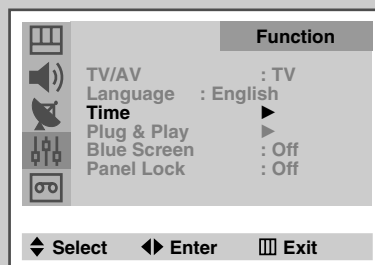 Function
TV/AV : TV
Language : English
Time
Plug & Play
Blue Screen : Off
Panel Lock : Off
Select Enter Exit